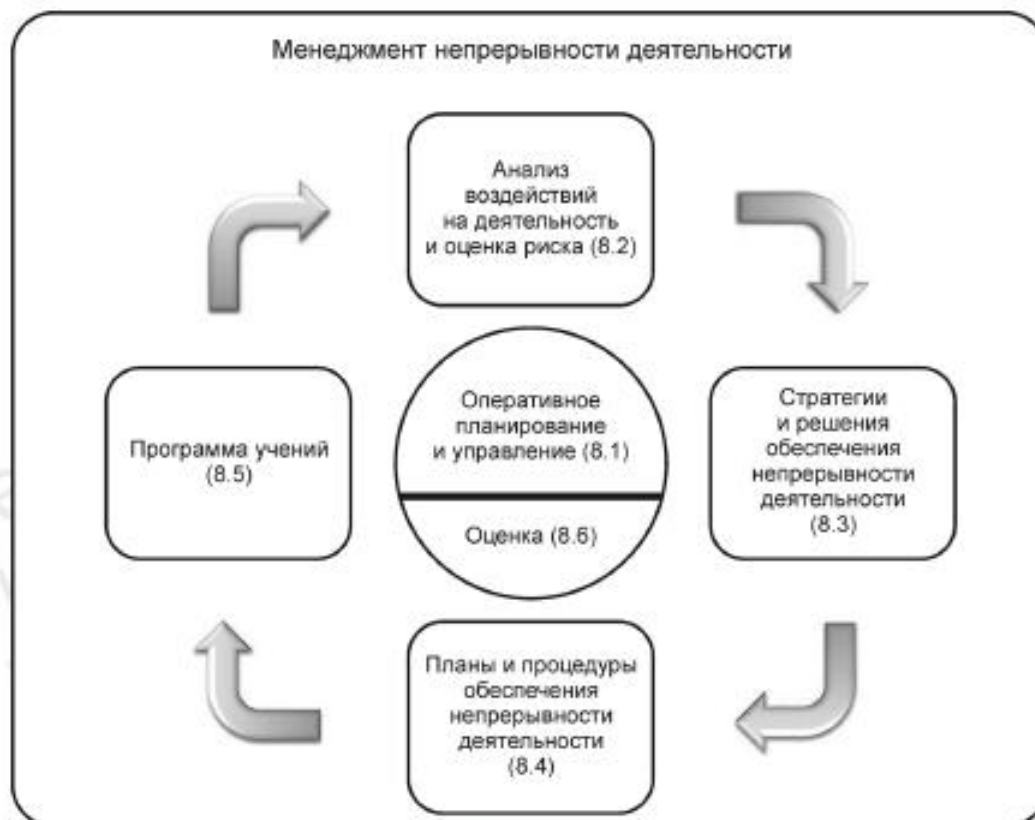 Менеджмент непрерывности деятельности
Анализ
воздействий
на деятельность
и оценка риска (8.2)
Оперативное
планирование
и управление (8.1)
Оценка (8.6)
Стратегии
и решения
обеспечения
непрерывности
деятельности
(8.3)
Планы и процедуры
обеспечения
непрерывности
деятельности
(8.4)
Программа учений
(8.5)